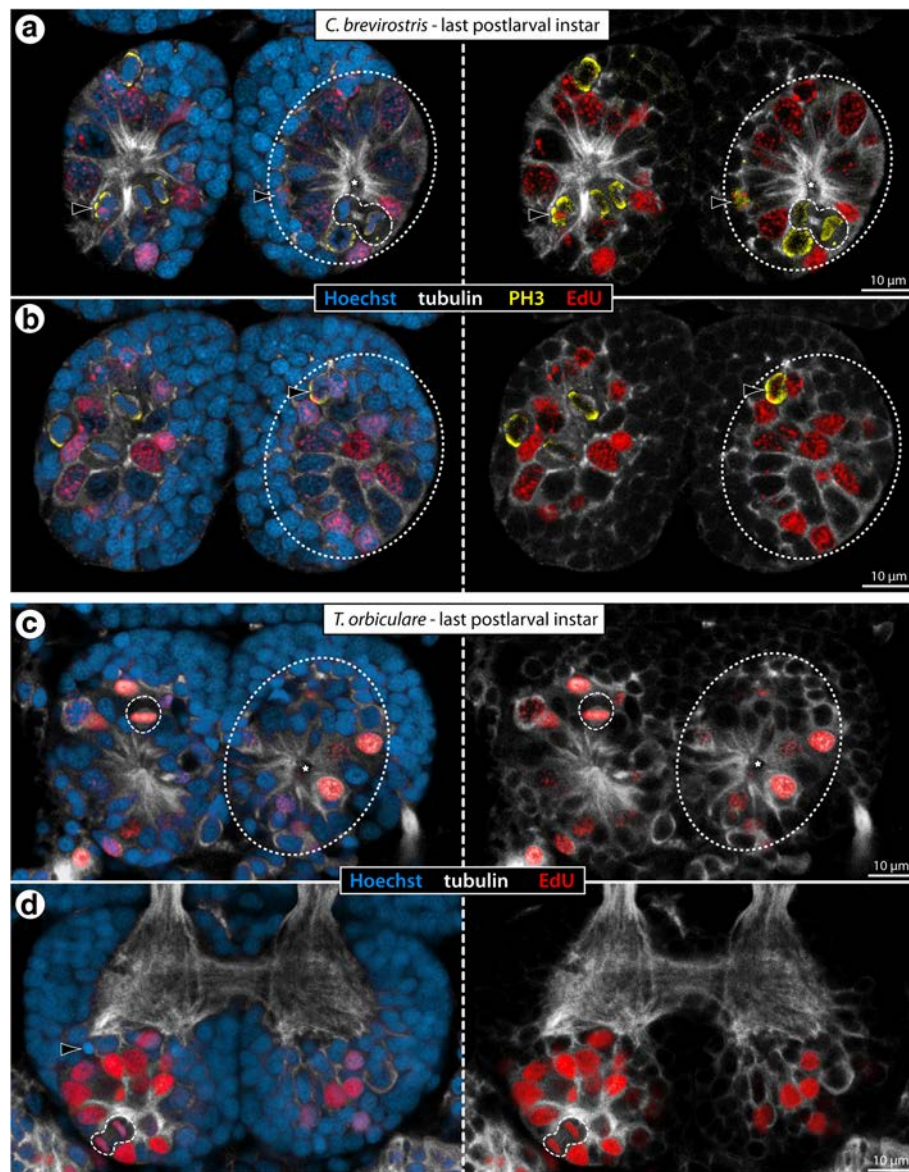 a
C. brevirostris - last postlarval instar
10 µm
Hoechst tubulin PH3 EdU
b
10 µm
c
T. orbiculare - last postlarval instar
10 µm
Hoechst tubulin EdU
d
10 µm